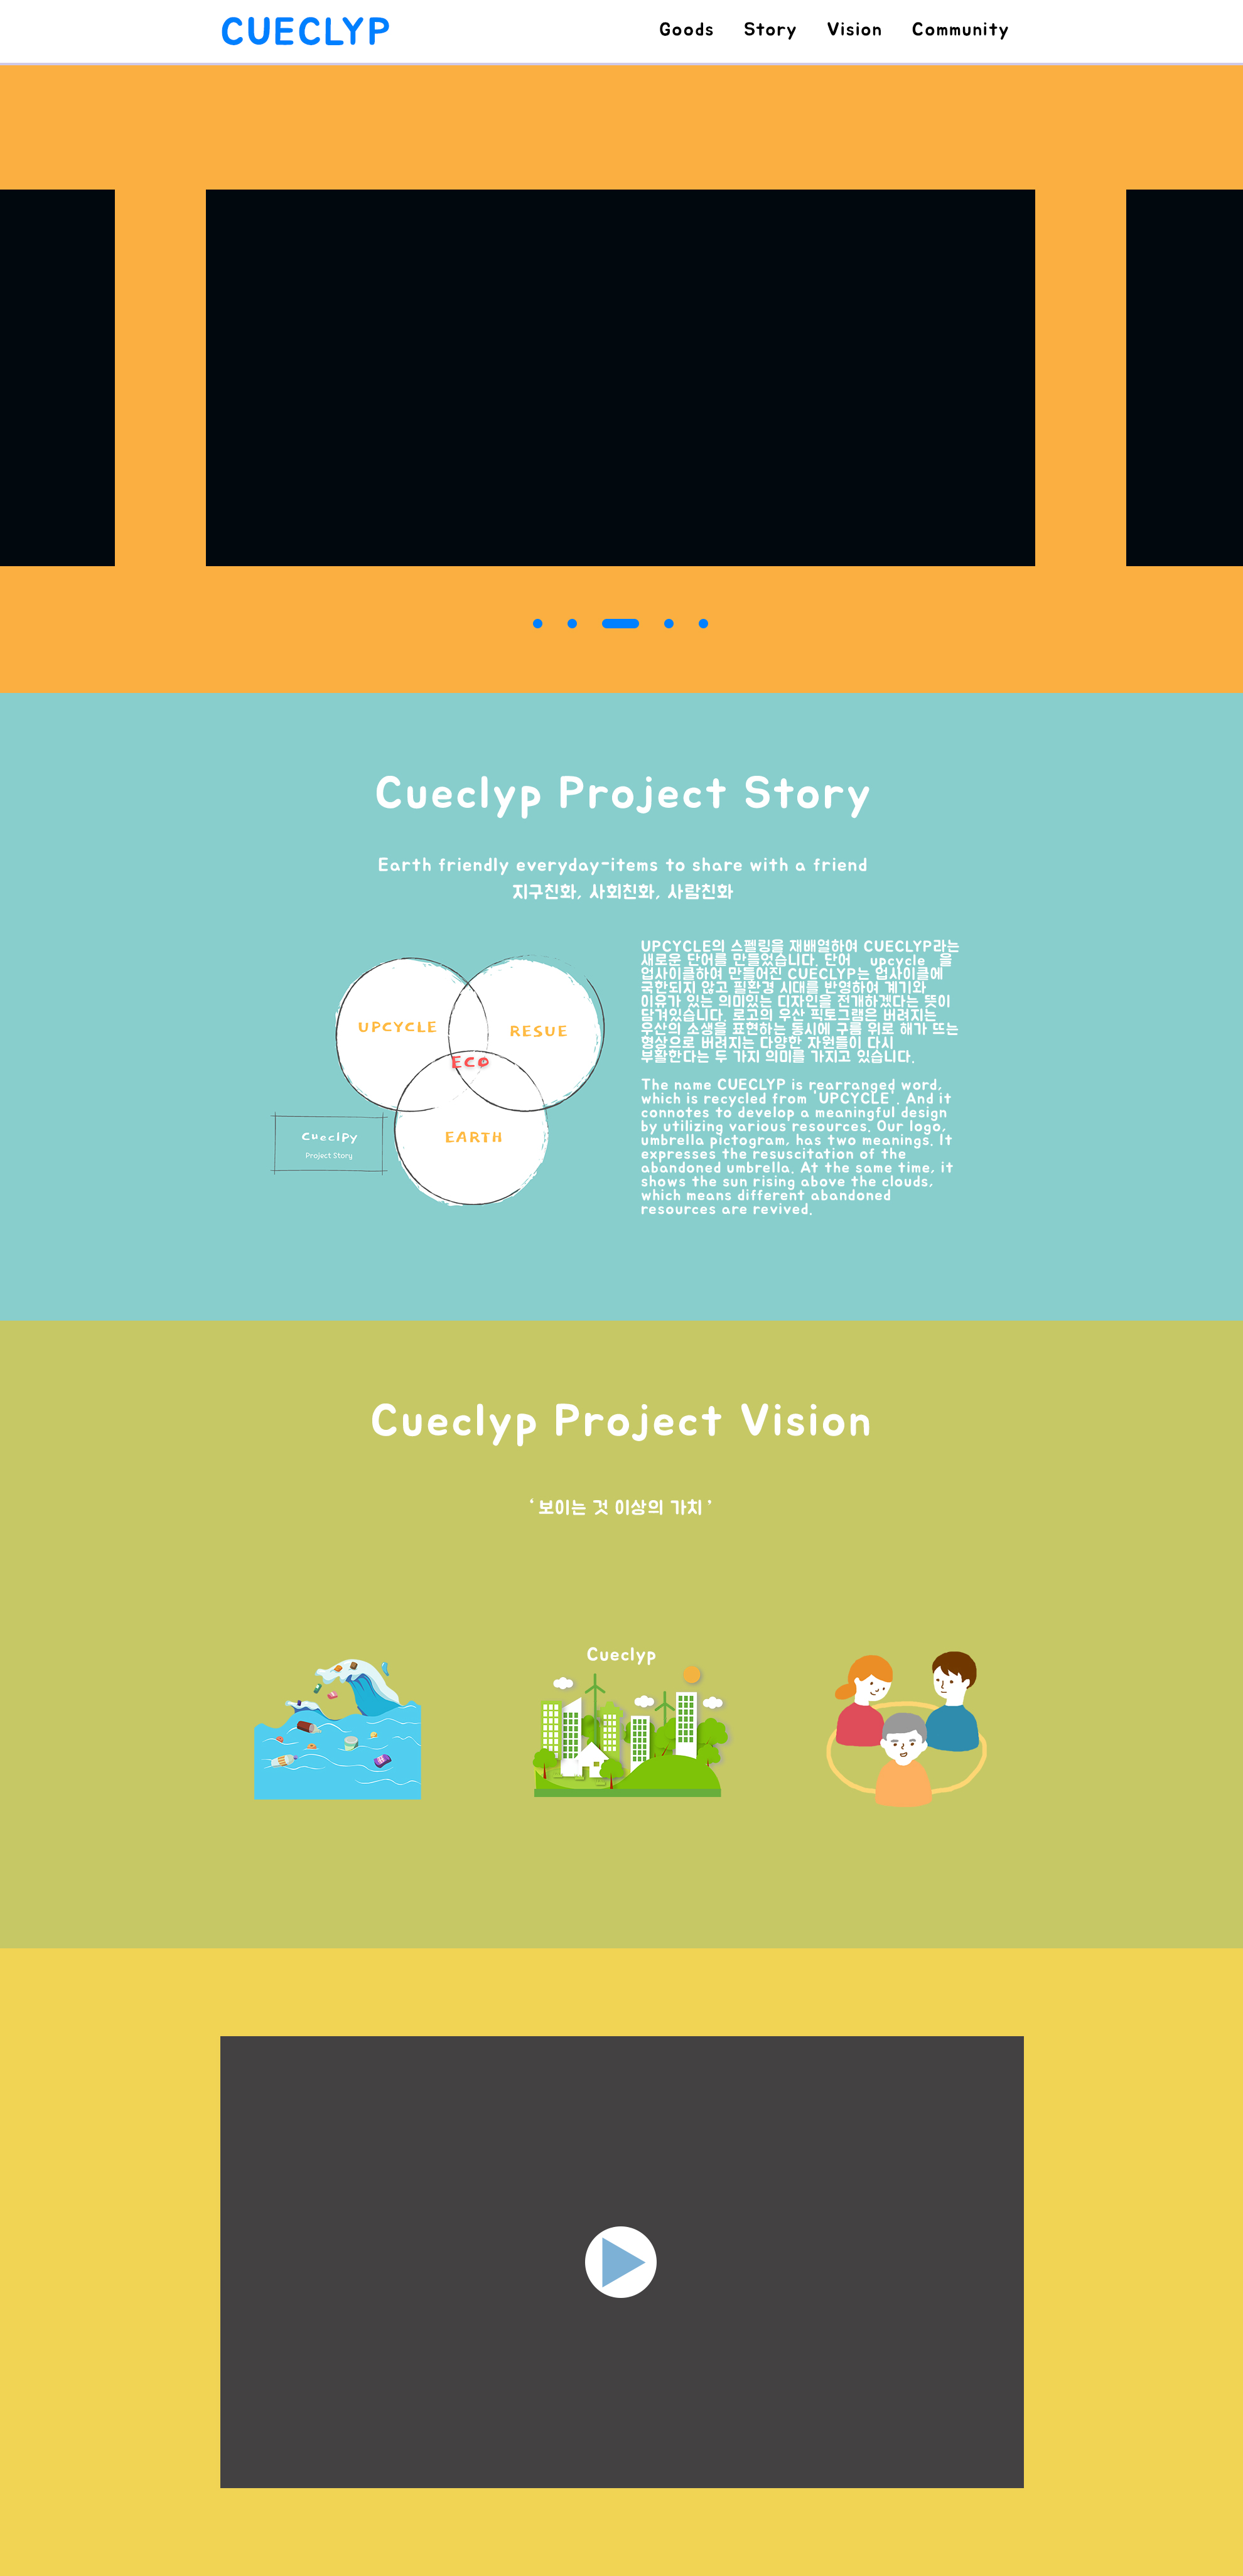 CUECLYP
Goods Story Vision Community
Cueclyp Project Story
Earth friendly everyday-items to share with a friend
지구친화, 사회친화, 사람친화
UPCYCLE의 스펠링을 재배열하여 CUECLYP라는
새로운 단어를 만들었습니다. 단어 upcycle 을
업사이클하여 만들어진 CUECLYP는 업사이클에
국한되지 않고 필환경 시대를 반영하여 계기와
이유가 있는 의미있는 디자인을 전개하겠다는 뜻이
담겨있습니다. 로고의 우산 픽토그램은 버려지는
우산의 소생을 표현하는 동시에 구름 위로 해가 뜨는
형상으로 버려지는 다양한 자원들이 다시
부활한다는 두 가지 의미를 가지고 있습니다.
The name CUECLYP is rearranged word,
which is recycled from 'UPCYCLE'. And it
connotes to develop a meaningful design
by utilizing various resources. Our logo,
umbrella pictogram, has two meanings. It
expresses the resuscitation of the
abandoned umbrella. At the same time, it
shows the sun rising above the clouds,
which means different abandoned
resources are revived.
UPCYCLE
RESUE
ECO
EARTH
CueclPy
Project Story
Cueclyp Project Vision
‘보이는 것 이상의 가치’
Cueclyp